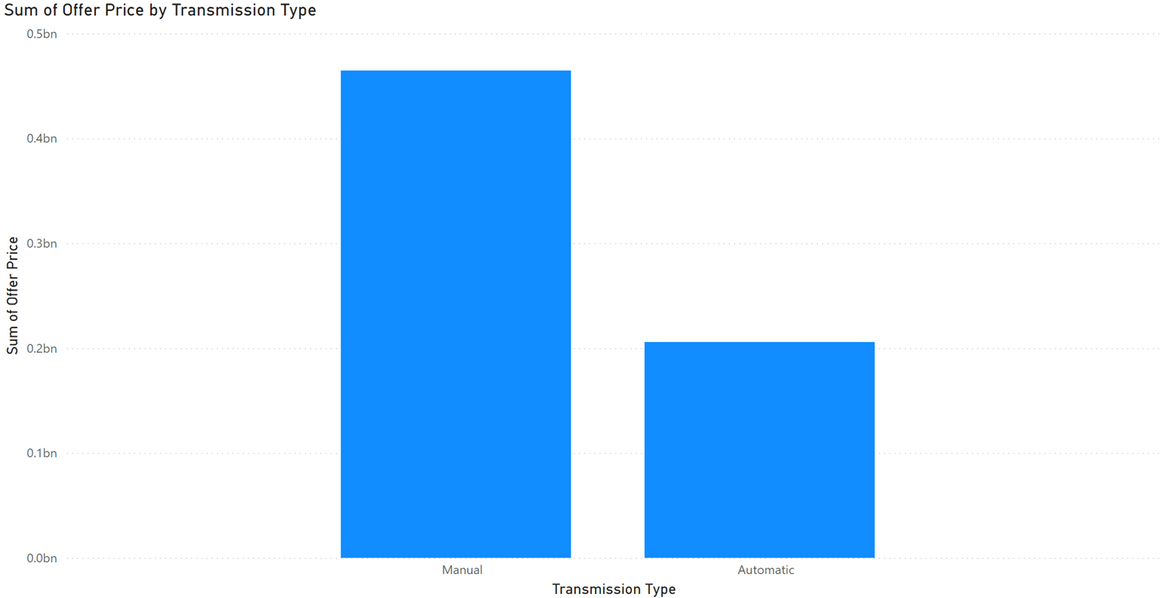 Sum of Offer Price by Transmission Type
0.5bn
0.4bn
0.3bn
0.2bn
0.1bn
0.0bn
Sum of Offer Price
Manual
Automatic
Transmission Type